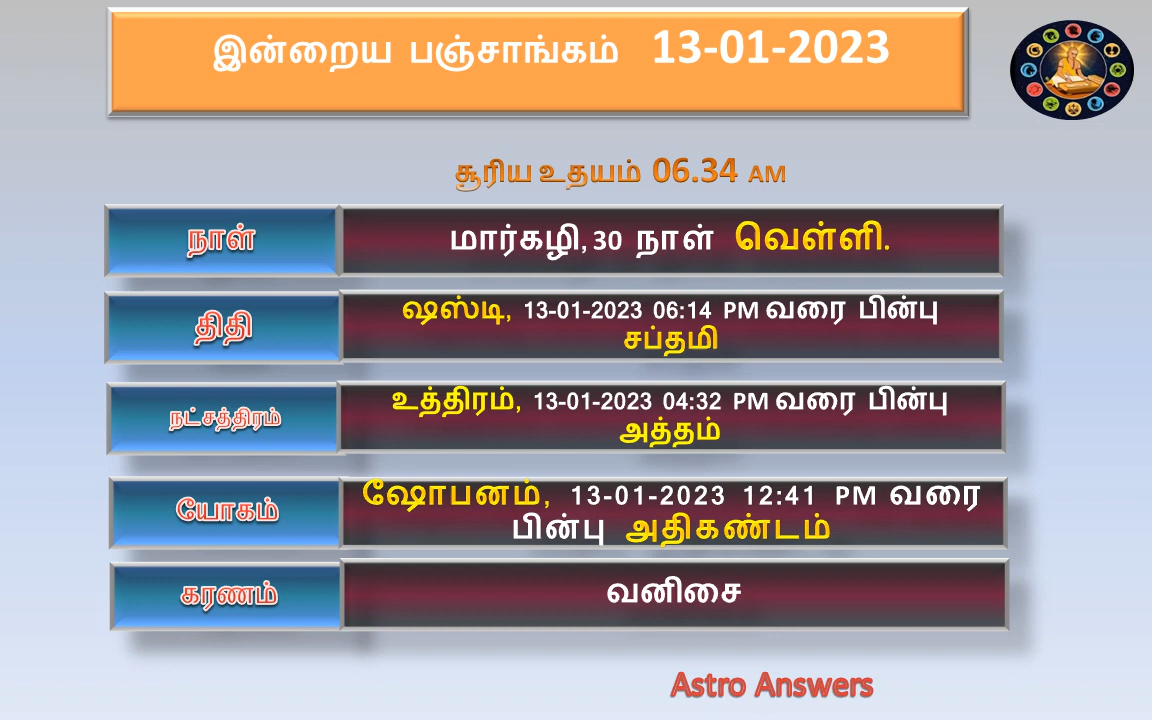 இன்றைய பஞ்சாங்கம் 13-01-2023
சூரிய உதயம் 06.34 AM
நாள்
மார்கழி, 30 நாள் வெள்ளி.
திதி
ஷஸ்டி, 13-01-2023 06:14 PM வரை பின்பு
சப்தமி
நட்சத்திரம்
உத்திரம், 13-01-2023 04:32 PM வரை பின்பு
அத்தம்
யோகம்
ஷோபனம், 13-01-2023 12:41 PM வரை
பின்பு அதிகண்டம்
கரணம்
வனிசை
Astro Answers